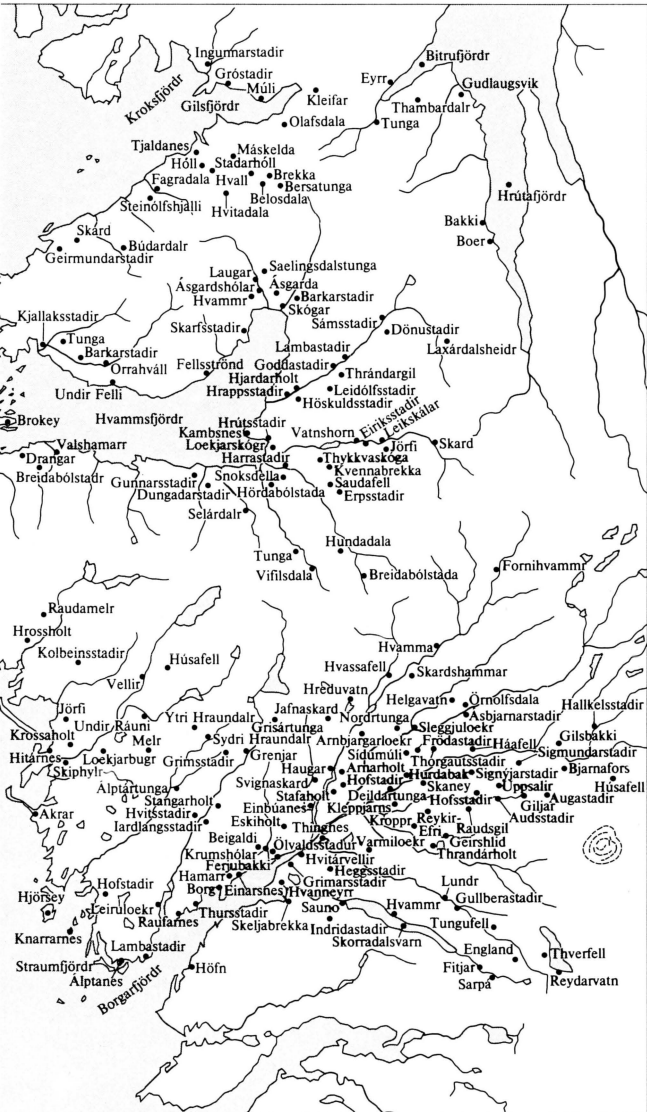 Ingunnarstadir
Gróstadir
Múli
Kroksfjördr
Gilsfjördr
Kleifar
Olafsdala
Bitrufjördr
Eyrr
Gudlaugsvik
Thambardalr
Tunga
Tjaldanes
Máskelda
Hóll
Stadarhóll
Brekka
Fagradala
Hvall
Bersatunga
Belosdala
Steinólfshjalli
Hvitadala
Hrútafjördr
Skárd
Búdardalr
Geirmundarstadir
Bakki
Boer
Laugar
Saelingsdalstunga
Ásgardshólar
Ásgarda
Hvammr
Barkarstadir
Skógar
Sámsstadir
Kjallaksstadir
Skarfsstadir
Dönustadir
Tunga
Barkarstadir
Orrahváll
Lambastadir
Laxárdalsheidr
Fellsströnd
Goddastadir
Thrándargil
Hjardarholt
Undir Felli
Hrappsstadir
Leidólfsstadir
Höskuldsstadir
Brokey
Hvammsfjördr
Hrútsstadir
Vatnshorn
Eiriksstadir
Leikskálar
Kambsnes
Loekjarskógr
Jörfi
Skard
Valshamarr
Harrastadir
Thykkvaskóga
Drangar
Kvennabrekka
Breidabólstadr
Gunnarsstadir
Snoksdella
Saudafell
Dungadarstadir
Hördabólstada
Erpsstadir
Selárdalr
Hundadala
Tunga
Vifilsdala
Breidabólstada
Fornihvammr
Raudamelr
Hrossholt
Kolbeinsstadir
Húsafell
Vellir
Hvamma
Hvassafell
Skardshammar
Hreduvatn
Helgavatn
Örnolfsdala
Jörfi
Jafnaskard
Ásbjarnarstadir
Hallkelsstadir
Undir Ráuni
Ytri Hraundalr
Nordrtunga
Krossaholt
Grisártunga
Sleggjuloekr
Gilsbakki
Melr
Sydri Hraundalr
Arnbjargarloekr
Frödastadir
Háafell
Hitárnes
Loekjarbugr
Grenjar
Sidumúli
Thorgautsstadir
Sigmundarstadir
Skiphylr
Grimsstadir
Haugar
Arnarholt
Hurdabak
Signýjarstadir
Bjarnafors
Svignaskard
Hofstadir
Skaney
Uppsalir
Húsafell
Álptártunga
Stafaholt
Deildartunga
Hofsstadir
Augastadir
Stangarholt
Einbúanes
Kleppjárns
Giljar
Akrar
Hvitsstadir
Kroppr
Reykir-
Audsstadir
Iardlangsstadir
Eskiholt
Efri
Raudsgil
Thinghes
Beigaldi
Ölvaldsstadur
Varmiloekr
Geirshlid
Krumshólar
Hvitárvellir
Thrandárholt
Ferjubakki
Heggsstadir
Hamarr
Grimarsstadir
Lundr
Hofstadir
Borg
Einarsnes
Hvanneyrr
Hvammr
Gullberastadir
Hjörsey
Leiruloekr
Thursstadir
Sauno
Raufarnes
Skeljabrekka
Indridastadir
Tungufell
Knarrarnes
Skorradalsvarn
Lambastadir
England
Thverfell
Straumfjördr
Höfn
Fitjar
Álptanes
Borgarfjördr
Sarpá
Reydarvatn